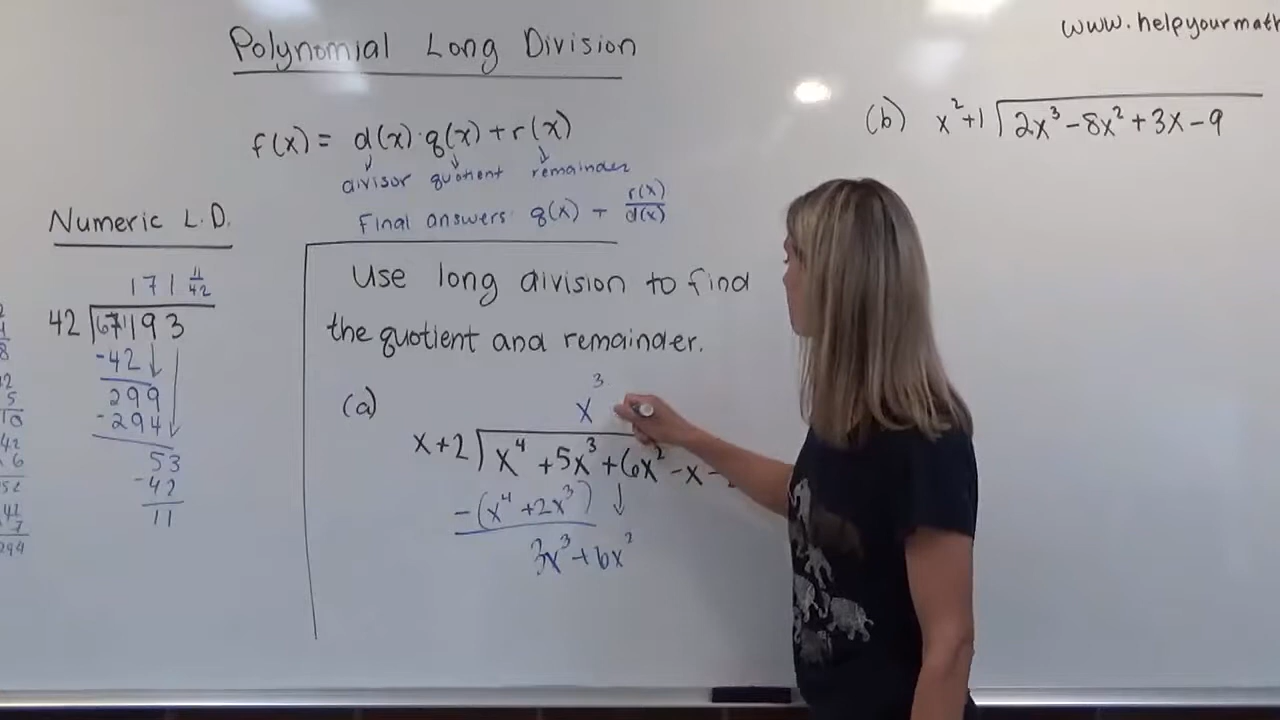 Polynomial Long Division
www.helpyourmath
f(x) = d(x)·q(x) + r(x)
divisor quotient remainder
Final answers: q(x) + r(x)/d(x)
Numeric L.D.
171 11/42
42 67193
-42
299
-294
53
-42
11
Use long division to find
the quotient and remainder.
(a)
x³
x+2 x⁴ +5x³ +6x² -x -
-(x⁴ +2x³)
3x³ + 6x²
(b) x²+1 2x³ -8x² +3x -9